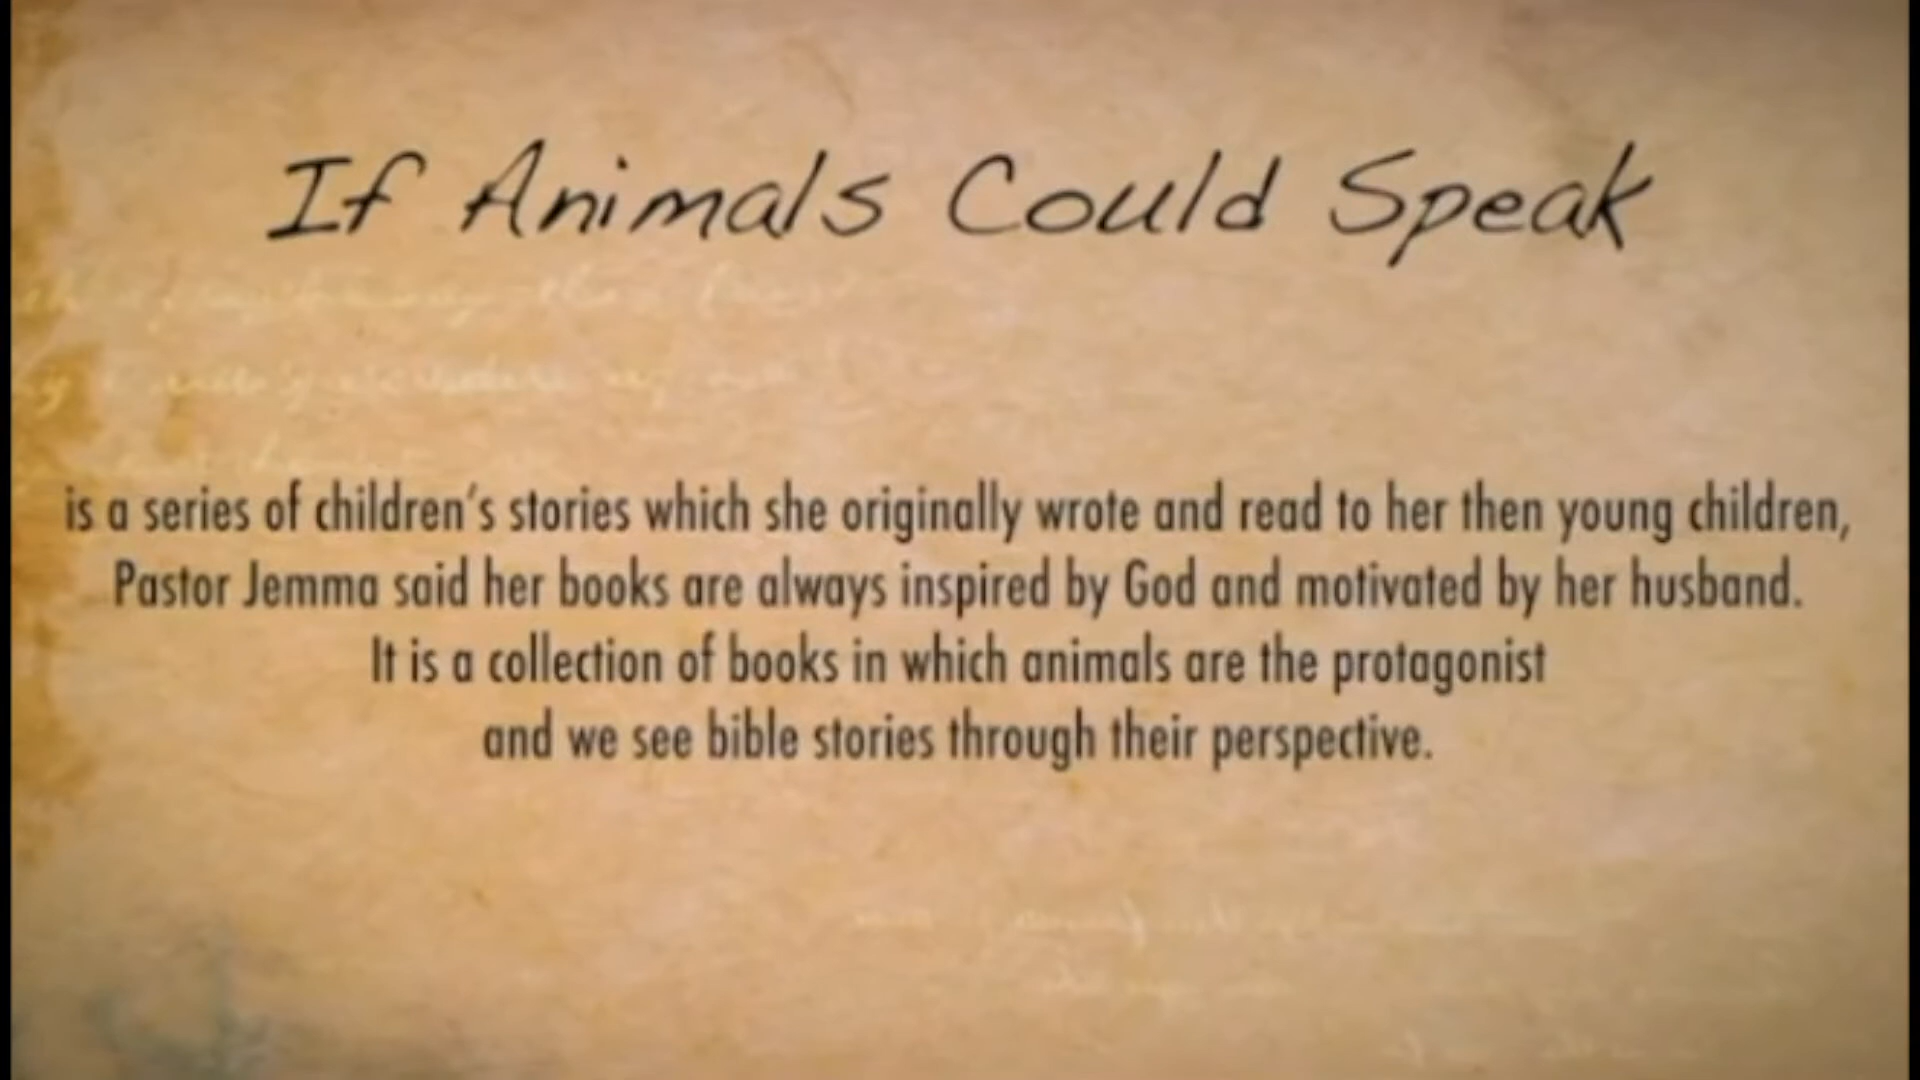 If Animals Could Speak
is a series of children's stories which she originally wrote and read to her then young children,
Pastor Jemma said her books are always inspired by God and motivated by her husband.
It is a collection of books in which animals are the protagonist
and we see bible stories through their perspective.